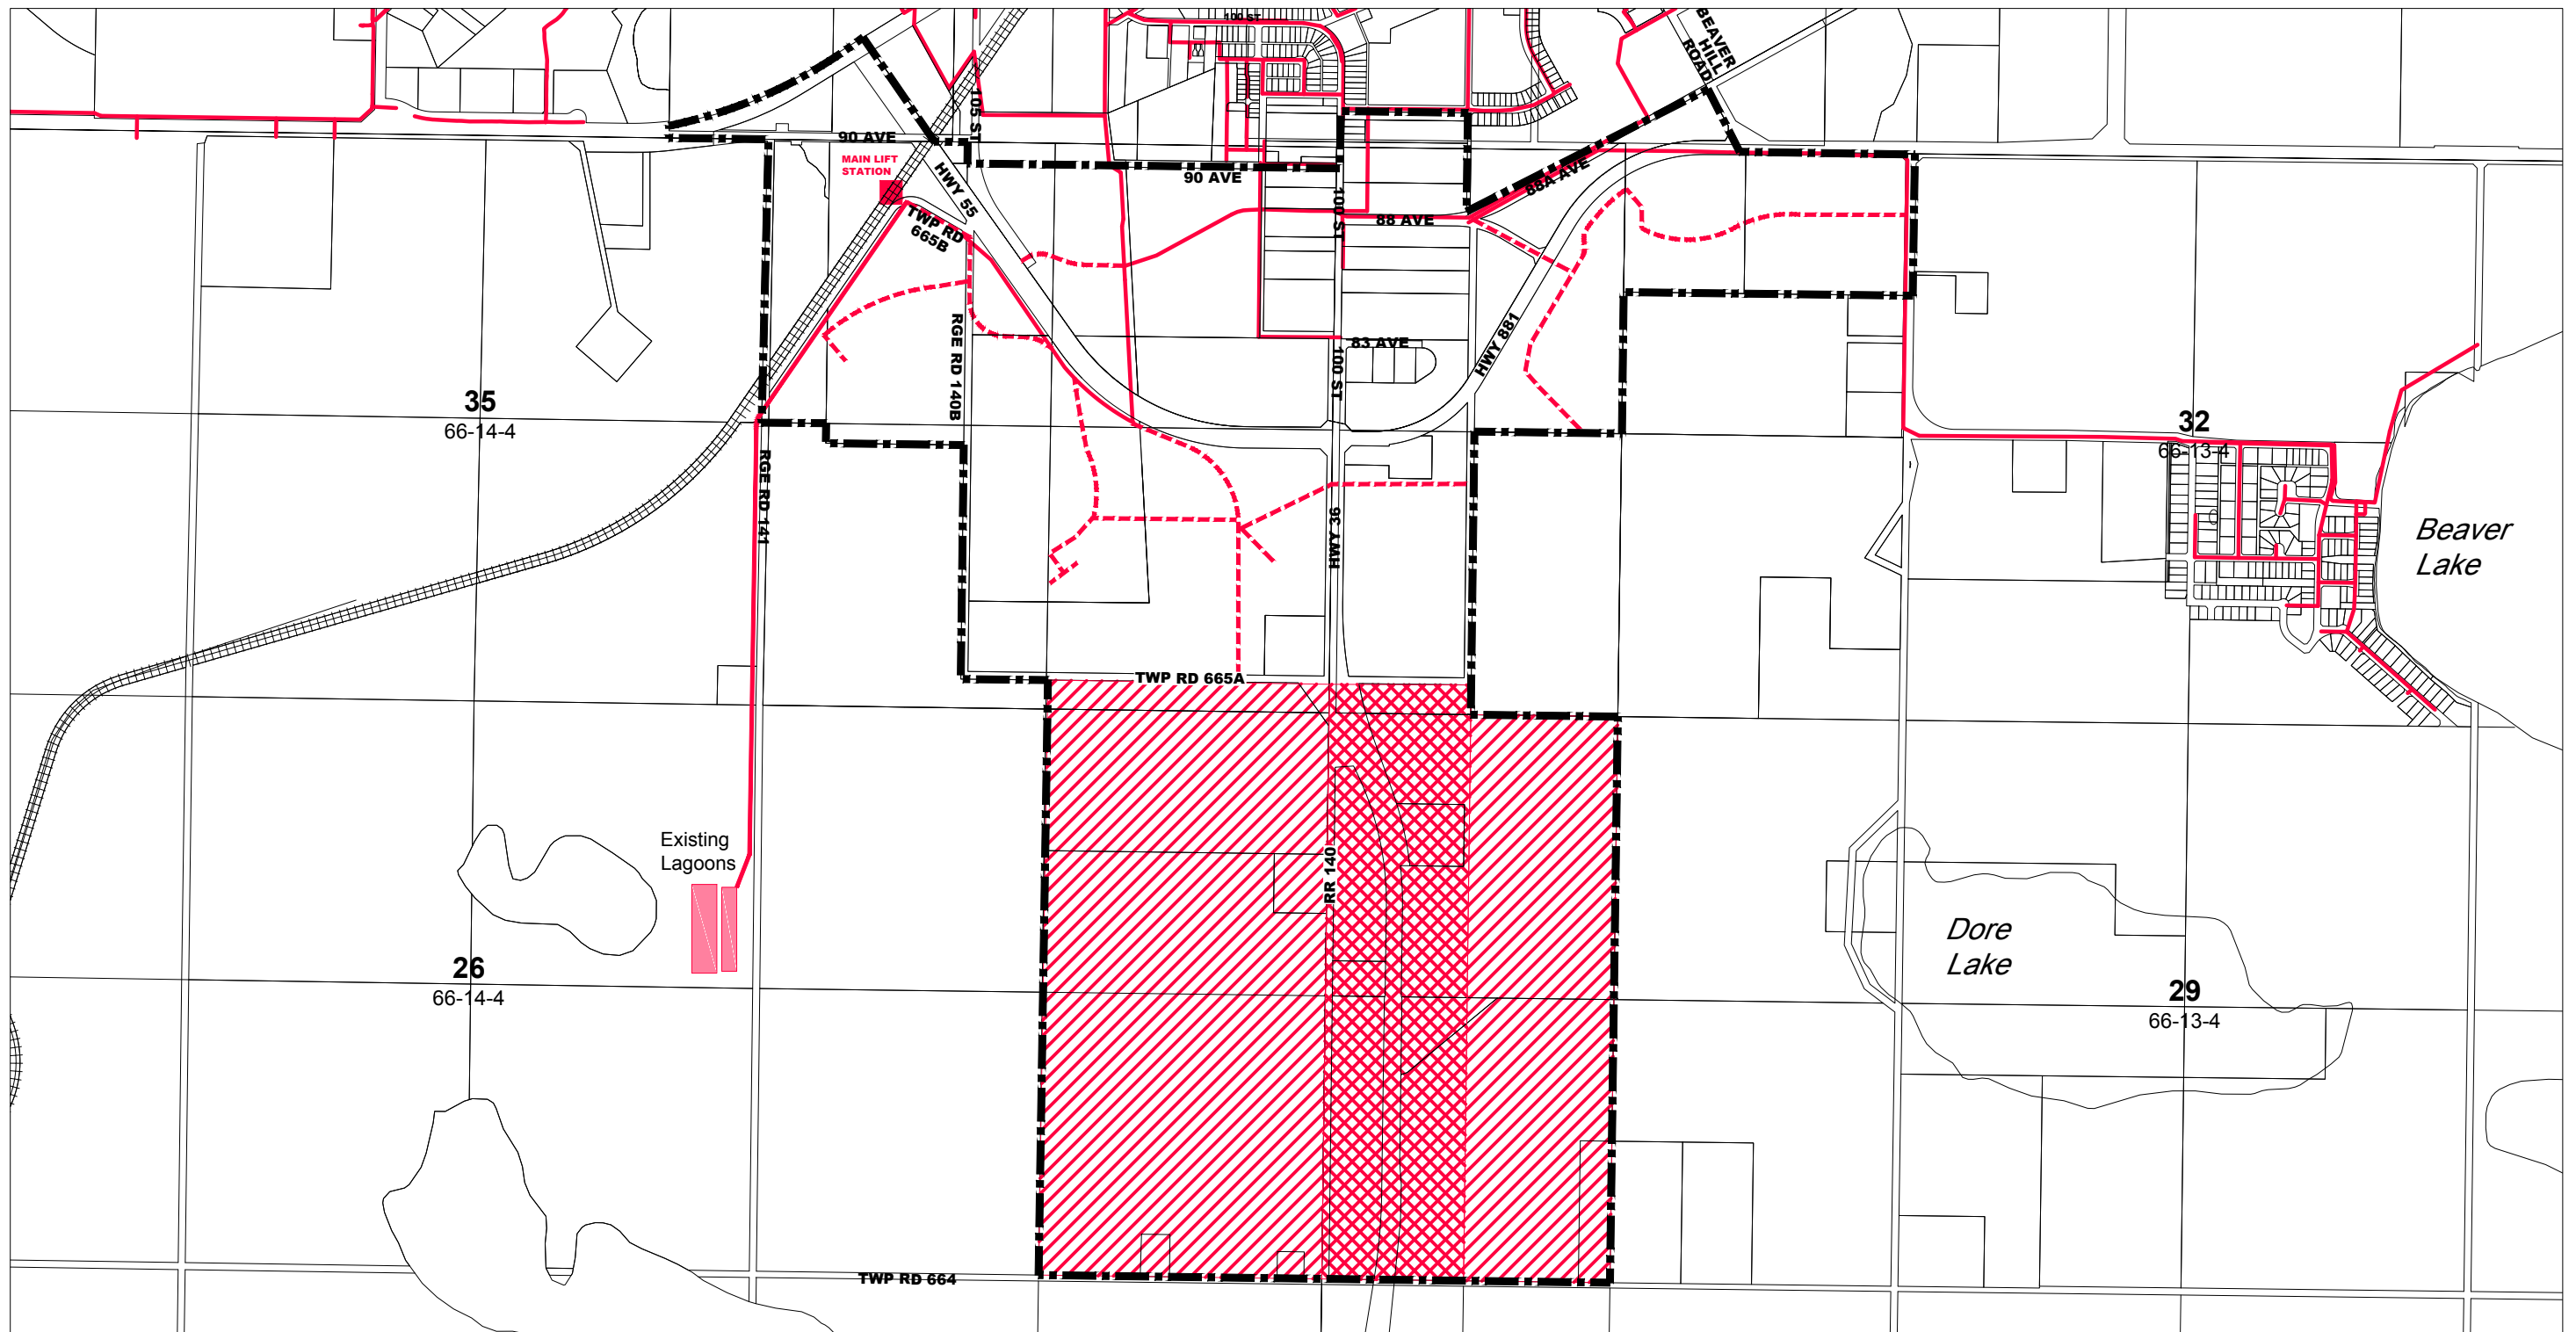 100 ST
BEAVER
HILL
ROAD
105 ST
90 AVE
MAIN LIFT
STATION
HWY 55
90 AVE
88A AVE
TWP RD
665B
100 ST
88 AVE
RGE RD 140B
83 AVE
HWY 881
100 ST
35
66-14-4
32
66-13-4
RGE RD 141
HWY 36
Beaver
Lake
TWP RD 665A
Existing
Lagoons
RR 140
Dore
Lake
26
66-14-4
29
66-13-4
TWP RD 664